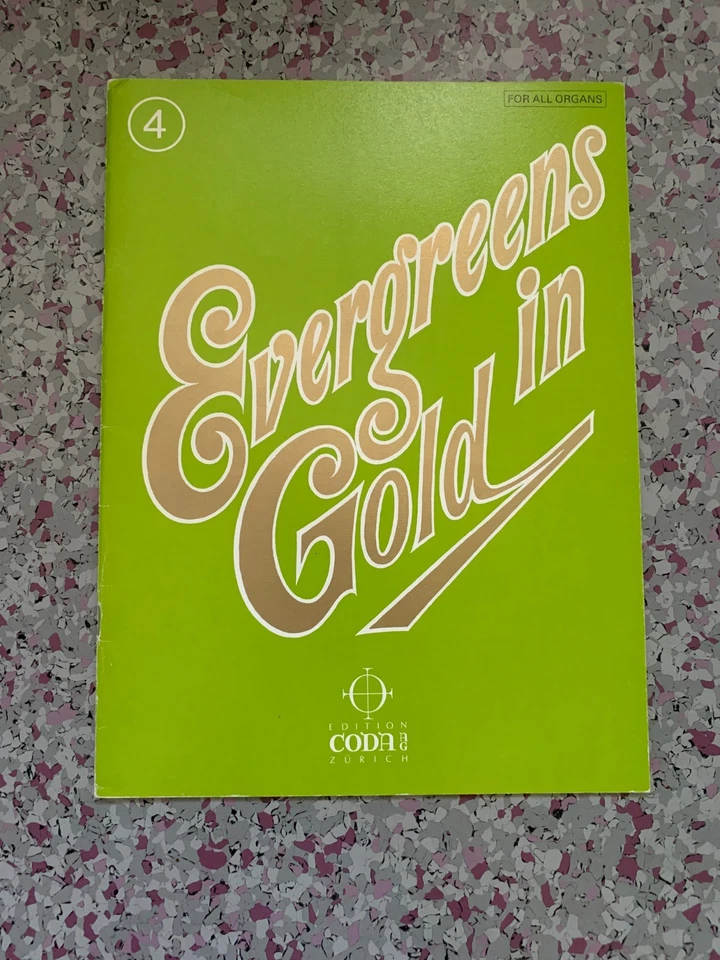 4
FOR ALL ORGANS
Evergreens
in
Gold
EDITION
CODA AG
ZÜRICH